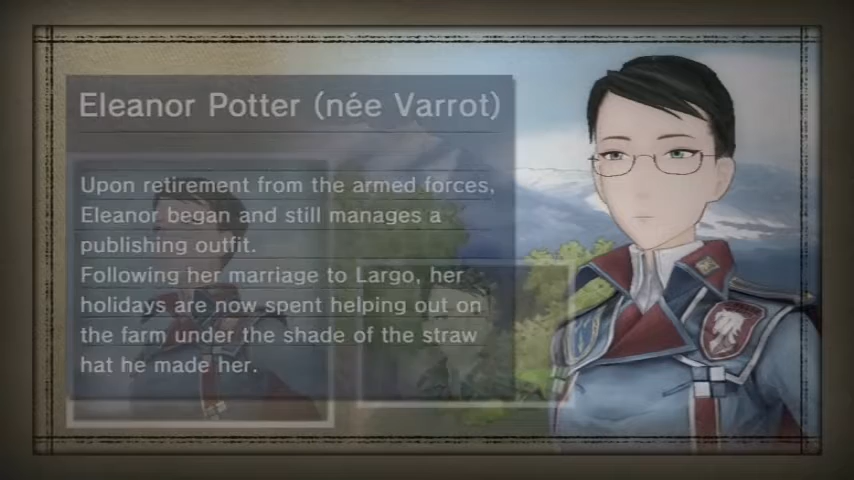 Eleanor Potter (née Varrot)
Upon retirement from the armed forces,
Eleanor began and still manages a
publishing outfit.
Following her marriage to Largo, her
holidays are now spent helping out on
the farm under the shade of the straw
hat he made her.